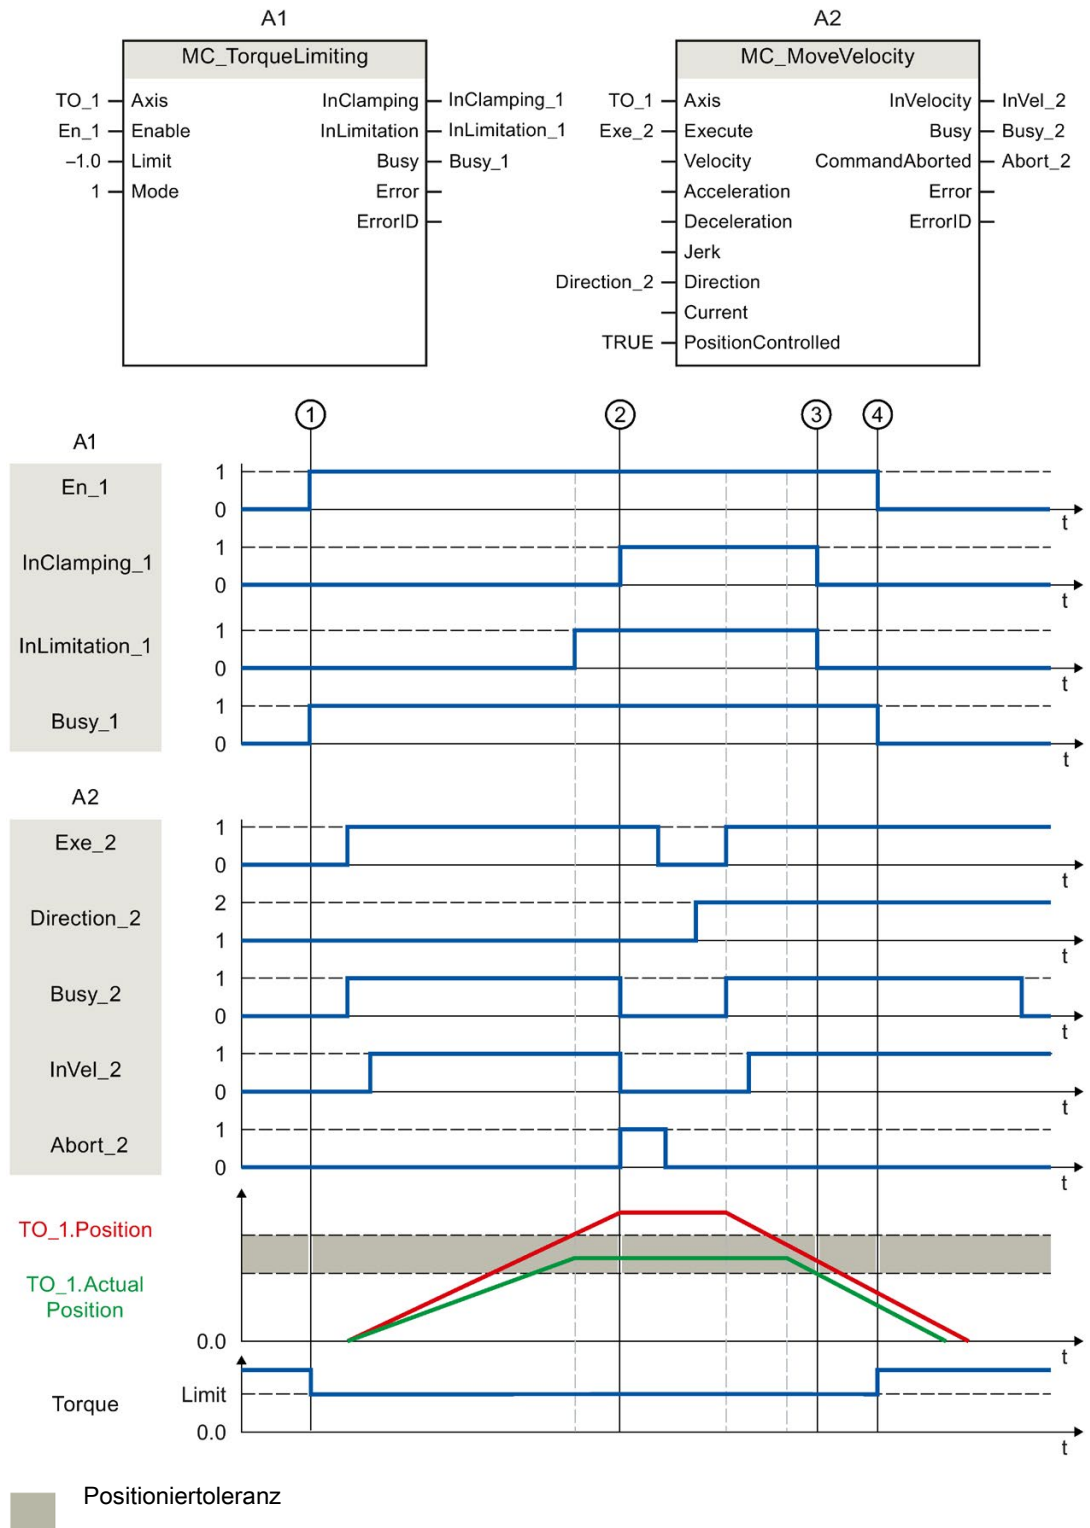 A1
A2
MC_TorqueLimiting
MC_MoveVelocity
TO_1 Axis InClamping InClamping_1
En_1 Enable InLimitation InLimitation_1
–1.0 Limit Busy Busy_1
1 Mode Error
ErrorID
TO_1 Axis InVelocity InVel_2
Exe_2 Execute Busy Busy_2
Velocity CommandAborted Abort_2
Acceleration Error
Deceleration ErrorID
Jerk
Direction_2 Direction
Current
TRUE PositionControlled
1 2 3 4
A1
En_1 1
0
t
InClamping_1 1
0
t
InLimitation_1 1
0
t
Busy_1 1
0
t
A2
Exe_2 1
0
t
Direction_2 2
1
t
Busy_2 1
0
t
InVel_2 1
0
t
Abort_2 1
0
t
TO_1.Position
TO_1.Actual
Position
0.0
t
Torque
Limit
0.0
t
Positioniertoleranz